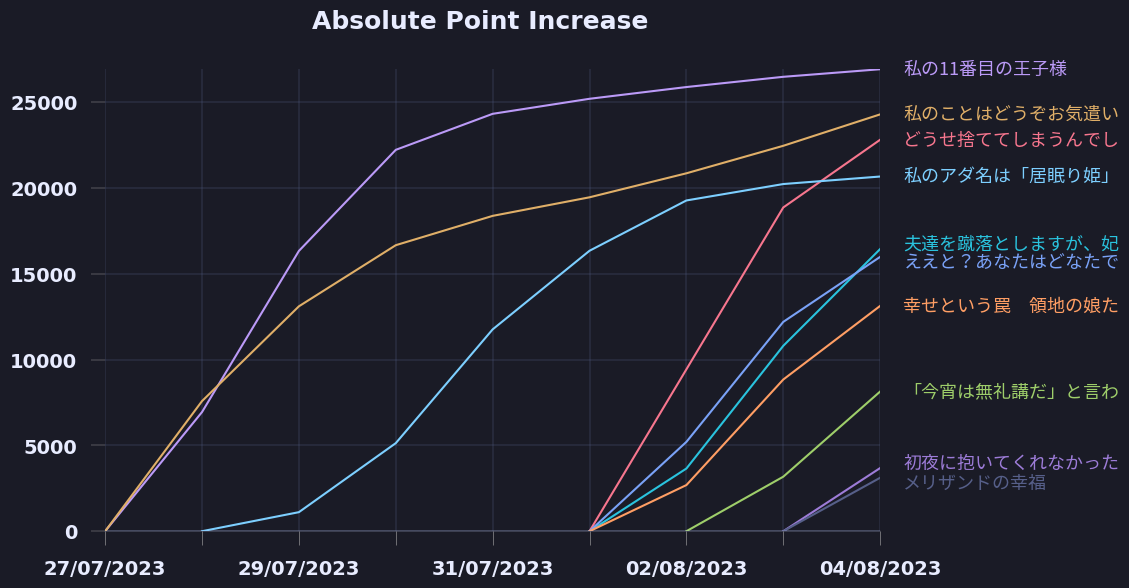 Absolute Point Increase
25000
20000
15000
10000
5000
0
27/07/2023
29/07/2023
31/07/2023
02/08/2023
04/08/2023
私の11番目の王子様
私のことはどうぞお気遣い
どうせ捨ててしまうんでし
私のアダ名は「居眠り姫」
夫達を蹴落としますが、妃
ええと？あなたはどなたで
幸せという罠　領地の娘た
「今宵は無礼講だ」と言わ
初夜に抱いてくれなかった
メリザンドの幸福